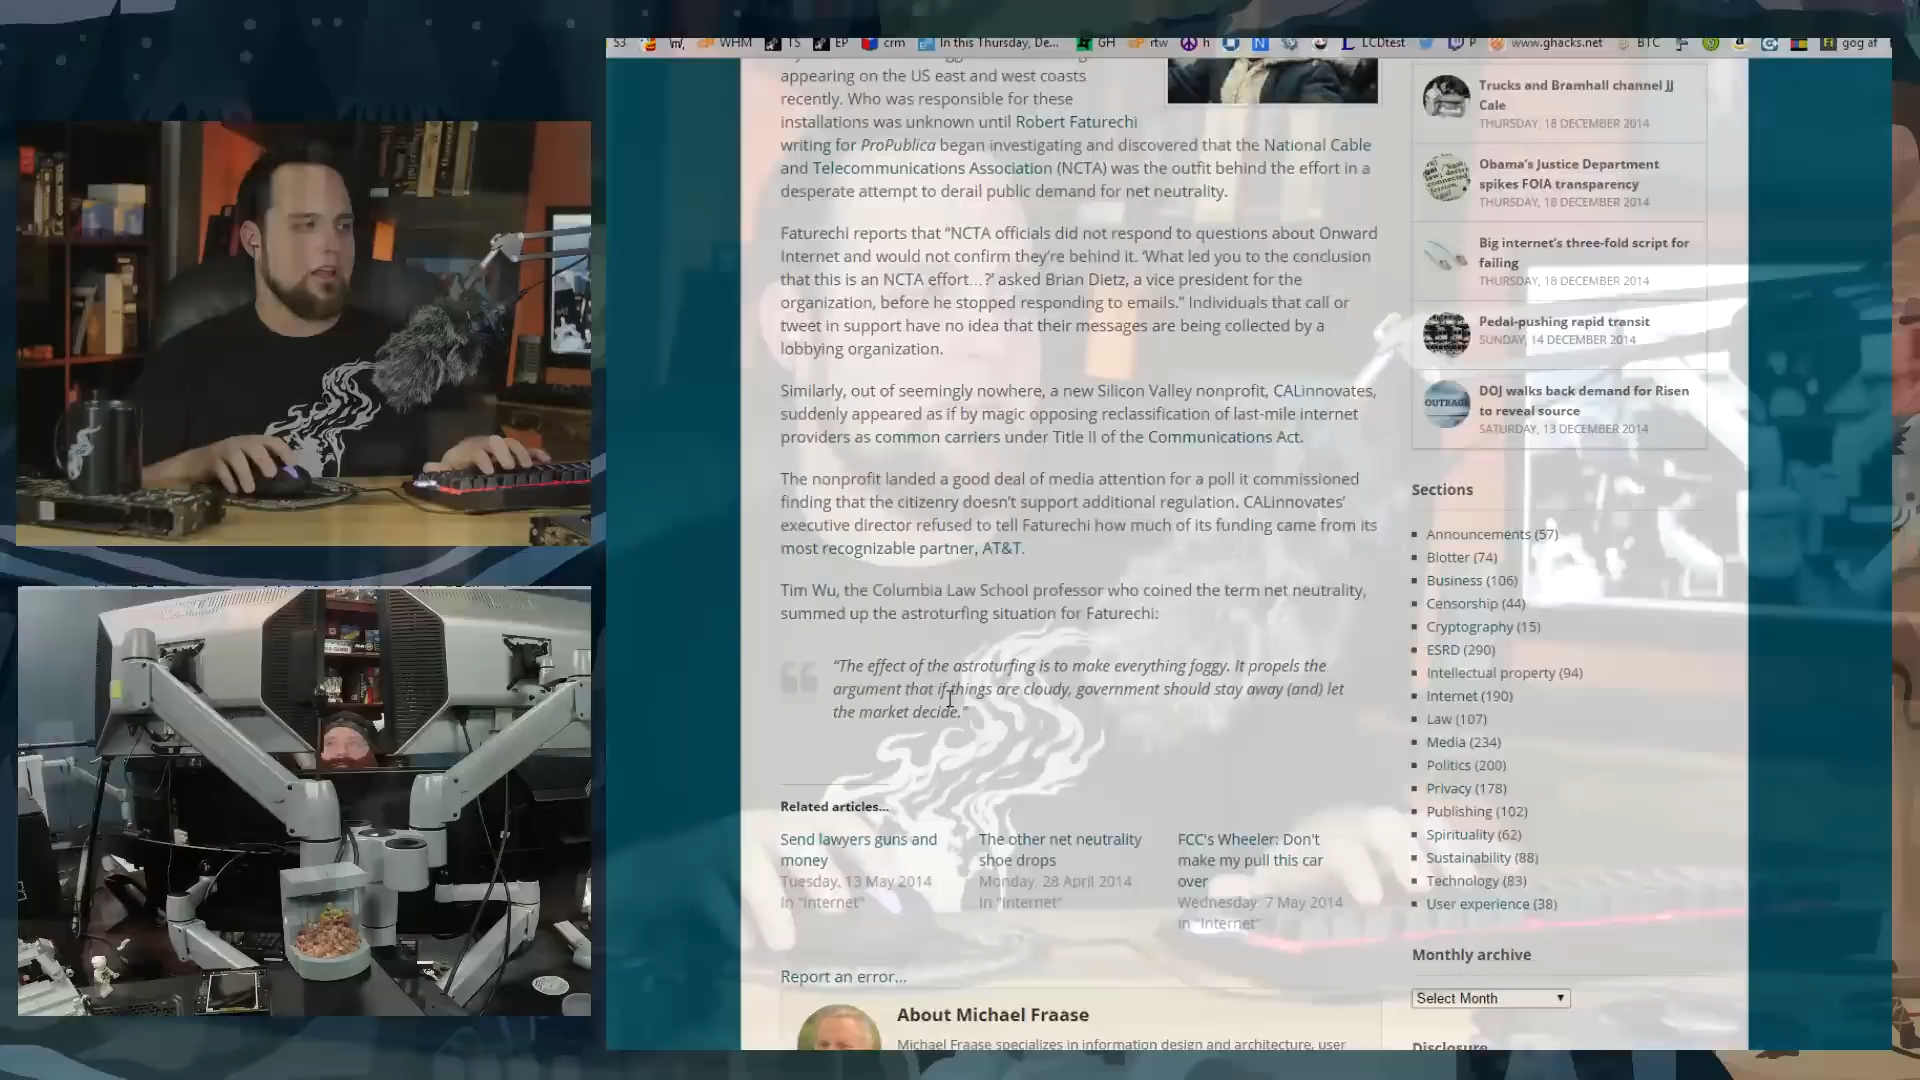 S3 \m, WHM TS EP crm In this Thursday, De... GH rtw h LCDtest P www.ghacks.net BTC gog af
appearing on the US east and west coasts
recently. Who was responsible for these
installations was unknown until Robert Faturechi
writing for ProPublica began investigating and discovered that the National Cable
and Telecommunications Association (NCTA) was the outfit behind the effort in a
desperate attempt to derail public demand for net neutrality.
Faturechi reports that “NCTA officials did not respond to questions about Onward
Internet and would not confirm they’re behind it. ‘What led you to the conclusion
that this is an NCTA effort…?’ asked Brian Dietz, a vice president for the
organization, before he stopped responding to emails.” Individuals that call or
tweet in support have no idea that their messages are being collected by a
lobbying organization.
Similarly, out of seemingly nowhere, a new Silicon Valley nonprofit, CALinnovates,
suddenly appeared as if by magic opposing reclassification of last-mile internet
providers as common carriers under Title II of the Communications Act.
The nonprofit landed a good deal of media attention for a poll it commissioned
finding that the citizenry doesn’t support additional regulation. CALinnovates’
executive director refused to tell Faturechi how much of its funding came from its
most recognizable partner, AT&T.
Tim Wu, the Columbia Law School professor who coined the term net neutrality,
summed up the astroturfing situation for Faturechi:
“The effect of the astroturfing is to make everything foggy. It propels the
argument that if things are cloudy, government should stay away (and) let
the market decide.”
Related articles...
Send lawyers guns and
money
Tuesday, 13 May 2014
In "Internet"
The other net neutrality
shoe drops
Monday, 28 April 2014
In "Internet"
FCC's Wheeler: Don't
make my pull this car
over
Wednesday, 7 May 2014
In "Internet"
Report an error...
About Michael Fraase
Michael Fraase specializes in information design and architecture, user
Trucks and Bramhall channel JJ
Cale
THURSDAY, 18 DECEMBER 2014
Obama’s Justice Department
spikes FOIA transparency
THURSDAY, 18 DECEMBER 2014
Big internet’s three-fold script for
failing
THURSDAY, 18 DECEMBER 2014
Pedal-pushing rapid transit
SUNDAY, 14 DECEMBER 2014
OUTRAGE
DOJ walks back demand for Risen
to reveal source
SATURDAY, 13 DECEMBER 2014
Sections
Announcements (57)
Blotter (74)
Business (106)
Censorship (44)
Cryptography (15)
ESRD (290)
Intellectual property (94)
Internet (190)
Law (107)
Media (234)
Politics (200)
Privacy (178)
Publishing (102)
Spirituality (62)
Sustainability (88)
Technology (83)
User experience (38)
Monthly archive
Select Month
Disclosure